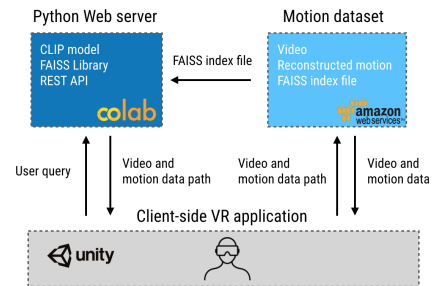 Python Web server
Motion dataset
CLIP model
FAISS Library
REST API
colab
FAISS index file
Video
Reconstructed motion
FAISS index file
amazon
webservices™
User query
Video and
motion data path
Video and
motion data path
Video and
motion data
Client-side VR application
unity